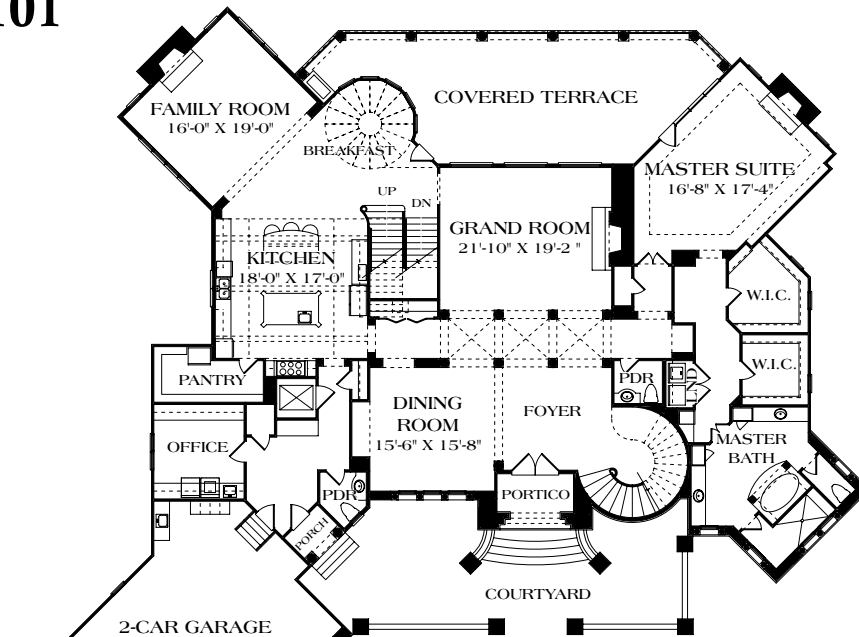 101
FAMILY ROOM
16'-0" X 19'-0"
COVERED TERRACE
BREAKFAST
MASTER SUITE
16'-8" X 17'-4"
UP
DN
GRAND ROOM
21'-10" X 19'-2 "
KITCHEN
18'-0" X 17'-0"
W.I.C.
W.I.C.
PANTRY
PDR
LND
DINING
ROOM
15'-6" X 15'-8"
FOYER
OFFICE
MASTER
BATH
PDR
PORTICO
PORCH
COURTYARD
2-CAR GARAGE